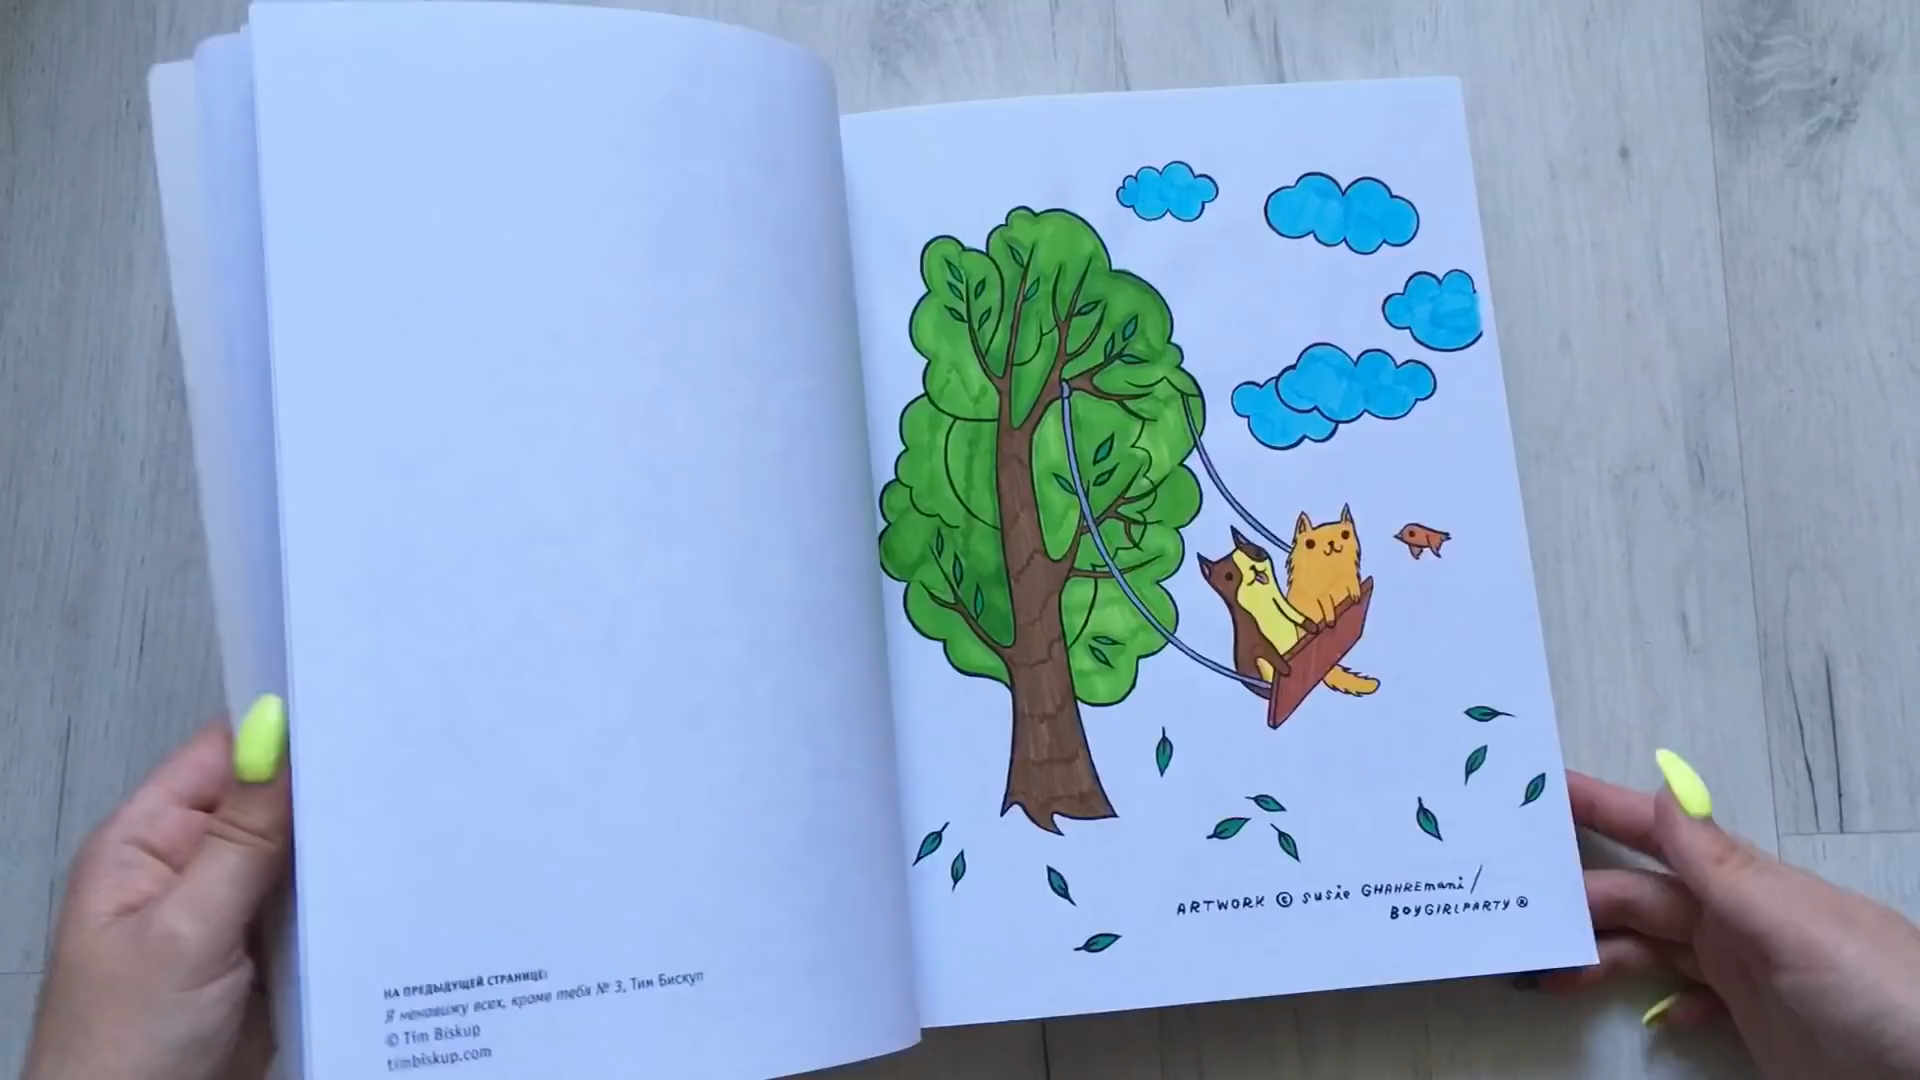 НА ПРЕДЫДУЩЕЙ СТРАНИЦЕ:
Я ненавижу всех, кроме тебя № 3, Тим Бискуп
© Tim Biskup
timbiskup.com
ARTWORK © SUSiE GHAHREMANi /
BOYGIRLPARTY ®